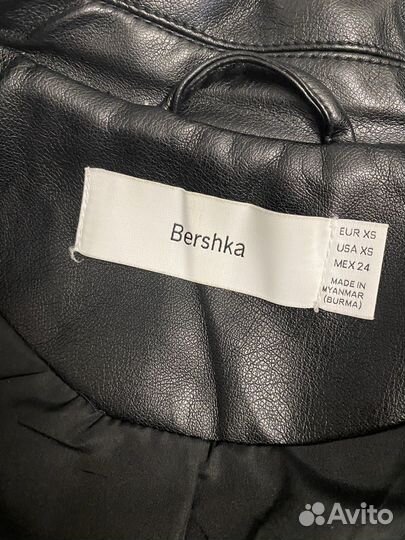 Bershka
EUR XS
USA XS
MEX 24
MADE IN
MYANMAR
(BURMA)
Avito